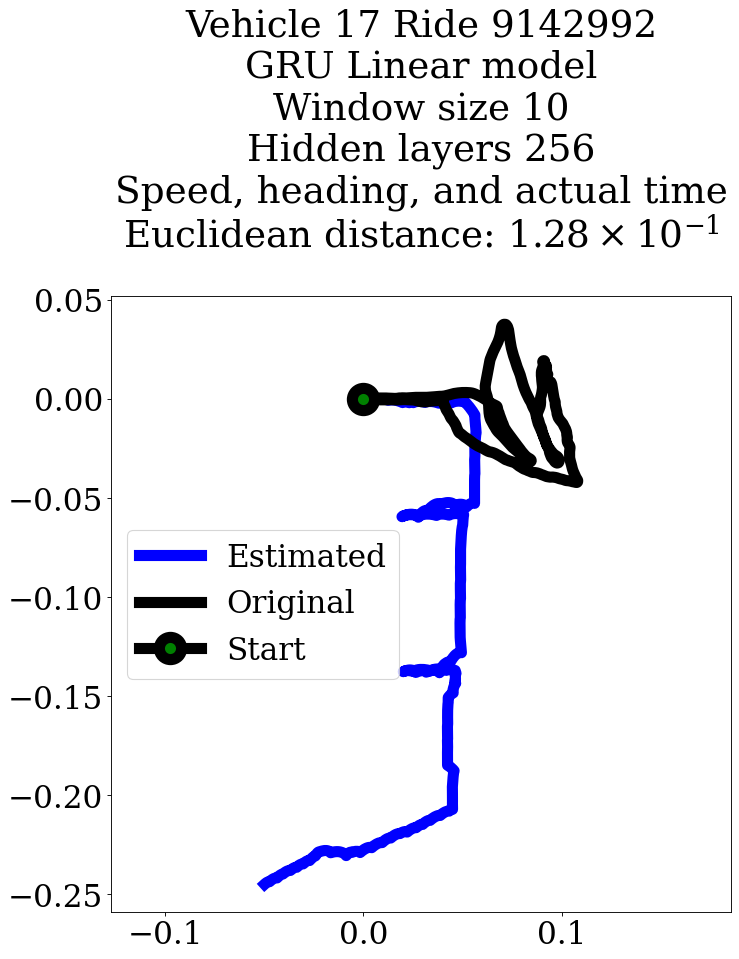 Vehicle 17 Ride 9142992
GRU Linear model
Window size 10
Hidden layers 256
Speed, heading, and actual time
Euclidean distance: 1.28 × 10⁻¹
0.05
0.00
−0.05
−0.10
−0.15
−0.20
−0.25
Estimated
Original
Start
−0.1
0.0
0.1